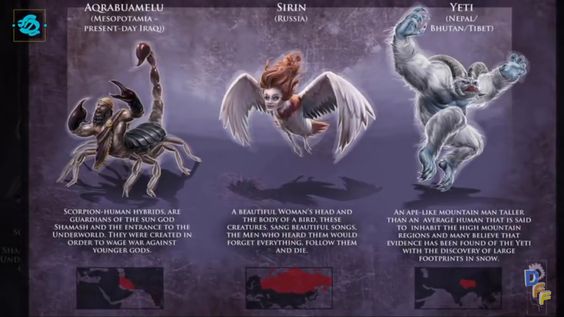 Aqrabuamelu
(Mesopotamia –
present-day Iraq))
Scorpion-human hybrids, are
guardians of the sun god
Shamash and the entrance to the
Underworld. They were created in
order to wage war against
younger gods.
Sirin
(Russia)
A beautiful Woman's head and
the body of a bird, these
creatures. sang beautiful songs,
the men who heard them would
forget everything, follow them
and die.
Yeti
(Nepal/
Bhutan/Tibet)
An ape-like mountain man taller
than an average human that is said
to inhabit the high mountain
regions and many believe that
evidence has been found of the Yeti
with the discovery of large
footprints in snow.
DFF